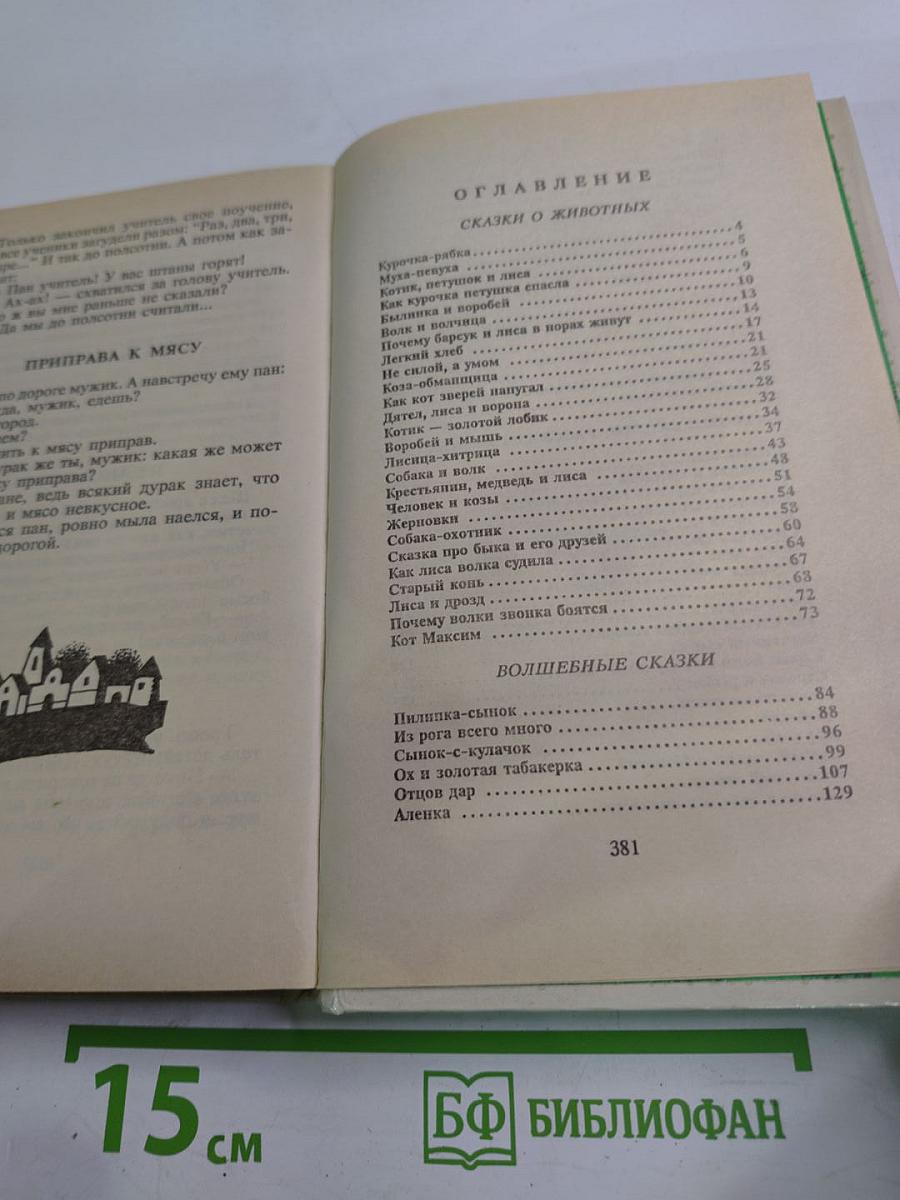 Только закончил учитель свое поучение,
все ученики загудели разом: "Раз, два, три,
ре..." И так до полсотни. А потом как за-
ат:
Пан учитель! У вас штаны горят!
Ах-ах! — схватился за голову учитель.
о ж вы мне раньше не сказали?
Да мы до полсотни считали...
ПРИПРАВА К МЯСУ
по дороге мужик. А навстречу ему пан:
да, мужик, едешь?
город.
ем?
ить к мясу приправ.
урак же ты, мужик: какая же может
су приправа?
ане, ведь всякий дурак знает, что
и мясо невкусное.
ся пан, ровно мыла наелся, и по-
дорогой.
ОГЛАВЛЕНИЕ
СКАЗКИ О ЖИВОТНЫХ
Курочка-рябка 4
Муха-певуха 5
Котик, петушок и лиса 6
Как курочка петушка спасла 9
Былинка и воробей 10
Волк и волчица 13
Почему барсук и лиса в норах живут 14
Легкий хлеб 17
Не силой, а умом 21
Коза-обманщица 21
Как кот зверей напугал 25
Дятел, лиса и ворона 28
Котик — золотой лобик 32
Воробей и мышь 34
Лисица-хитрица 37
Собака и волк 43
Крестьянин, медведь и лиса 48
Человек и козы 51
Жерновки 54
Собака-охотник 58
Сказка про быка и его друзей 60
Как лиса волка судила 64
Старый конь 67
Лиса и дрозд 68
Почему волки звонка боятся 72
Кот Максим 73
ВОЛШЕБНЫЕ СКАЗКИ
Пилипка-сынок 84
Из рога всего много 88
Сынок-с-кулачок 96
Ох и золотая табакерка 99
Отцов дар 107
Аленка 129
381
15 см
БФ БИБЛИОФАН